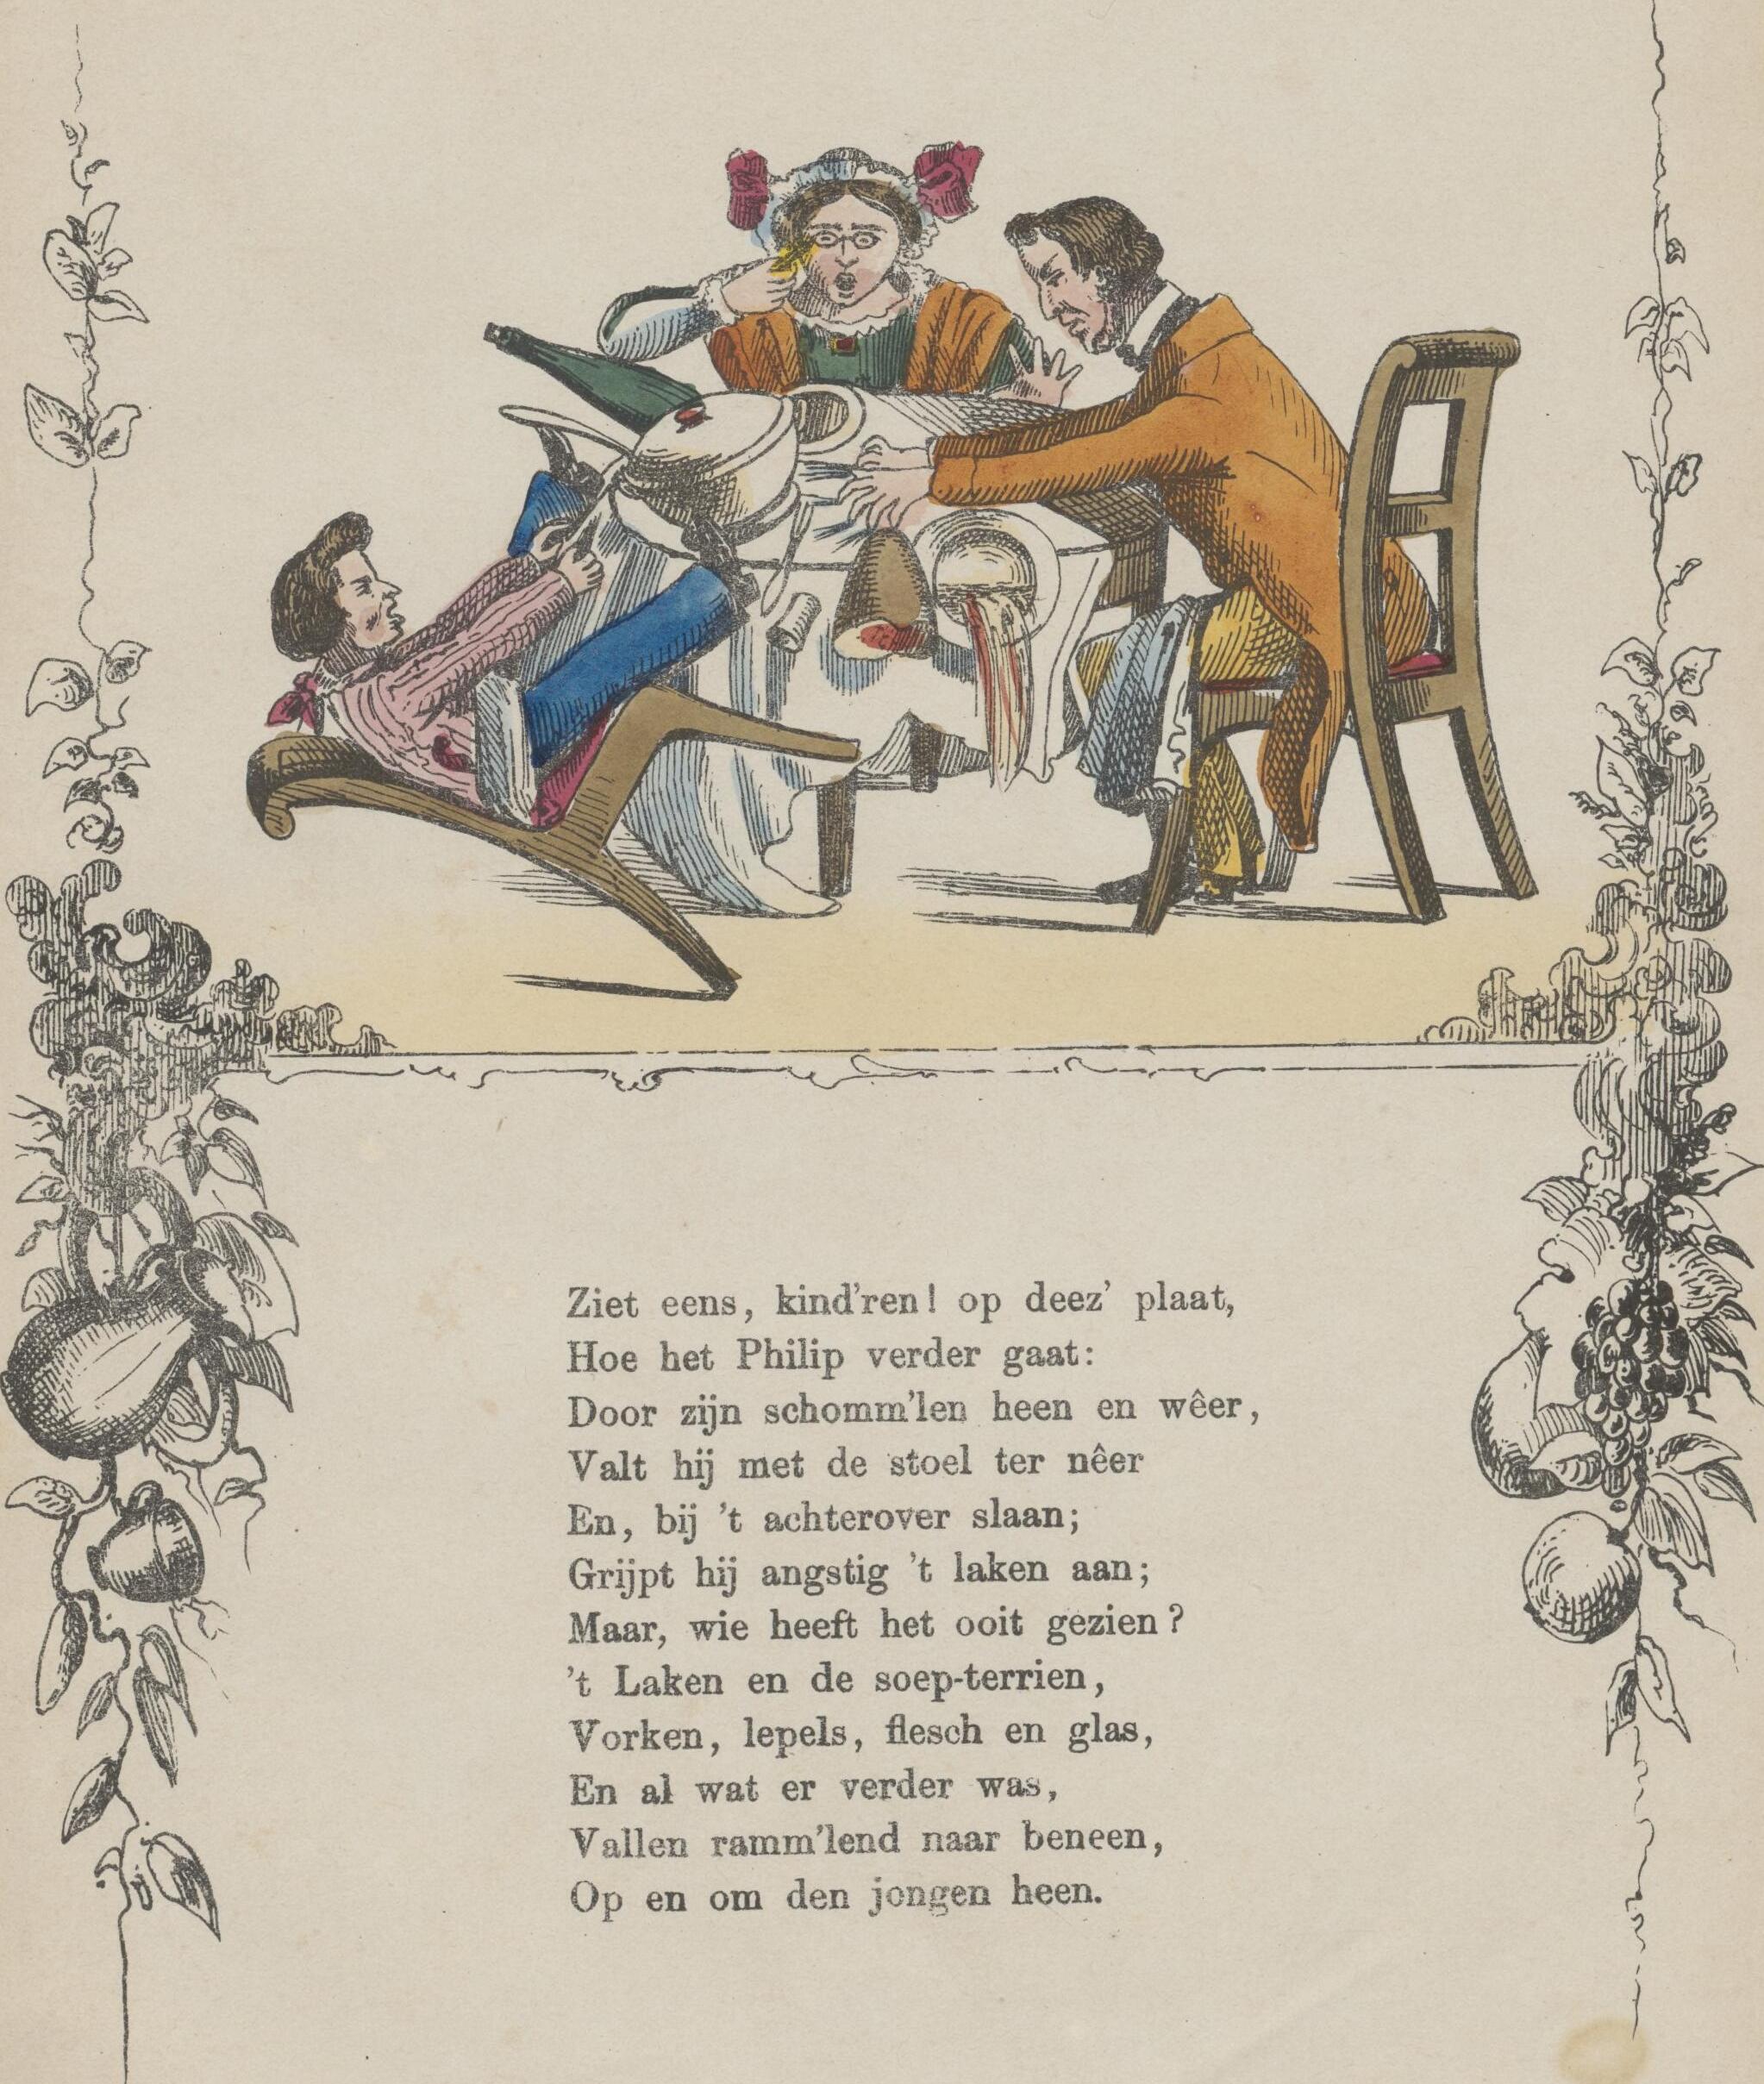 Ziet eens, kind'ren! op deez' plaat,
Hoe het Philip verder gaat:
Door zijn schomm'len heen en wêer,
Valt hij met de stoel ter nêer
En, bij 't achterover slaan;
Grijpt hij angstig 't laken aan;
Maar, wie heeft het ooit gezien?
't Laken en de soep-terrien,
Vorken, lepels, flesch en glas,
En al wat er verder was,
Vallen ramm'lend naar beneen,
Op en om den jongen heen.